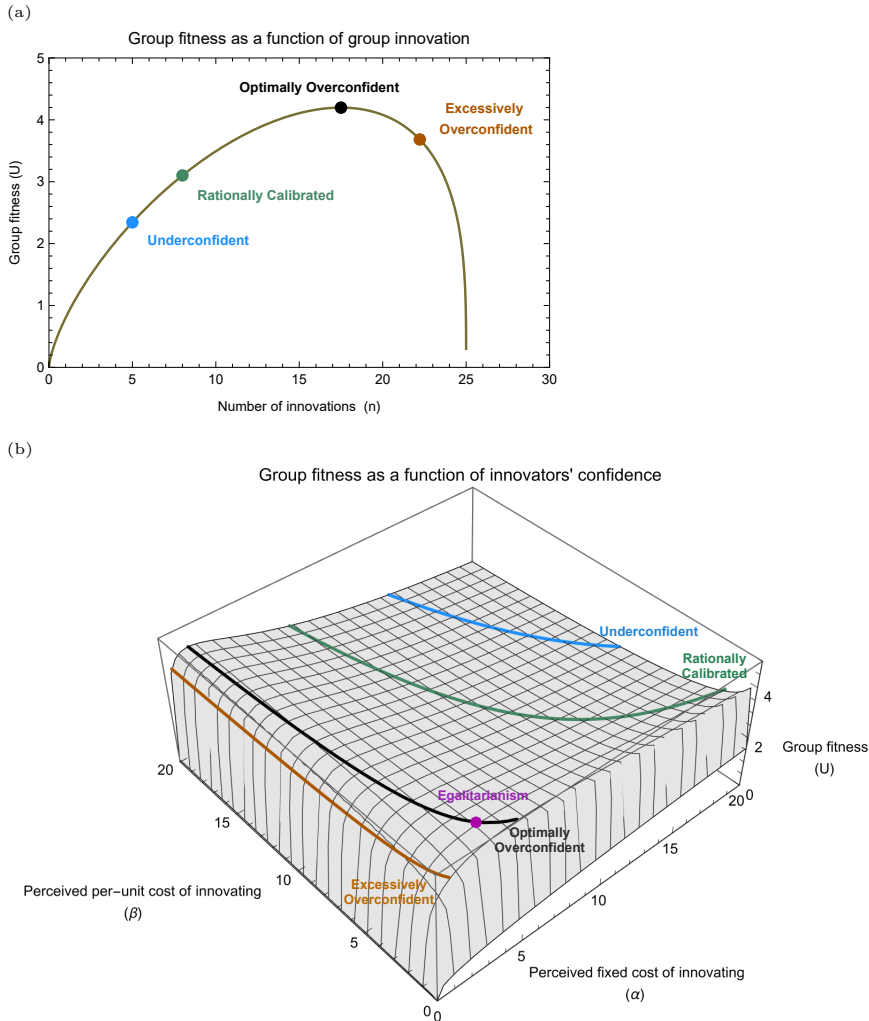 (a)
Group fitness as a function of group innovation
5
4
3
2
1
0
Group fitness (U)
Optimally Overconfident
Excessively
Overconfident
Rationally Calibrated
Underconfident
0
5
10
15
20
25
30
Number of innovations (n)
(b)
Group fitness as a function of innovators' confidence
Underconfident
Rationally
Calibrated
4
2
0
Group fitness
(U)
Egalitarianism
Optimally
Overconfident
Excessively
Overconfident
20
15
10
5
0
Perceived per−unit cost of innovating
(β)
0
5
10
15
20
Perceived fixed cost of innovating
(α)